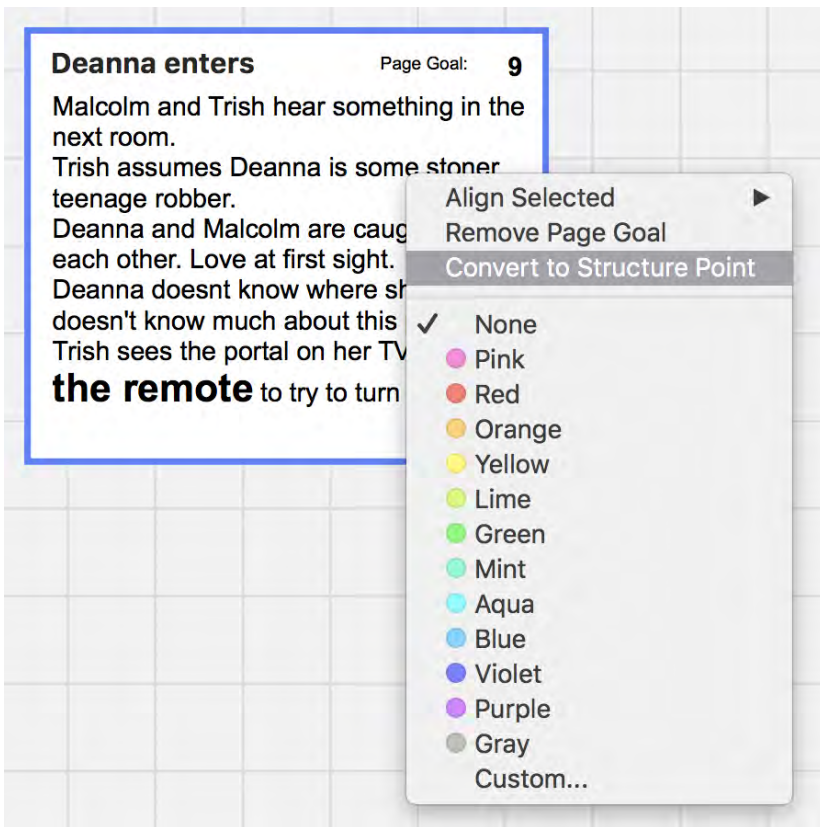 Deanna enters Page Goal: 9
Malcolm and Trish hear something in the
next room.
Trish assumes Deanna is some stoner
teenage robber.
Deanna and Malcolm are caug
each other. Love at first sight.
Deanna doesnt know where sh
doesn't know much about this
Trish sees the portal on her TV
the remote to try to turn
Align Selected
Remove Page Goal
Convert to Structure Point
None
Pink
Red
Orange
Yellow
Lime
Green
Mint
Aqua
Blue
Violet
Purple
Gray
Custom...